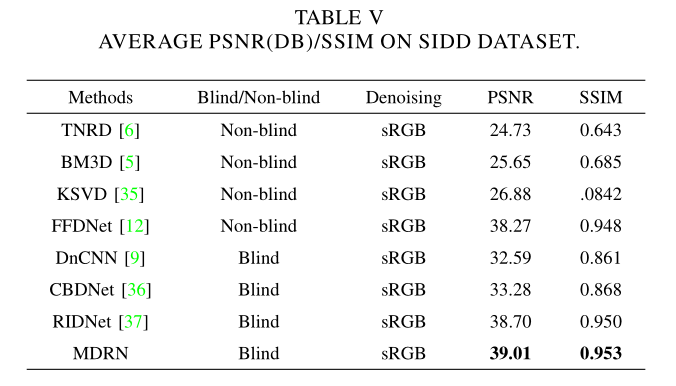 TABLE V
AVERAGE PSNR(DB)/SSIM ON SIDD DATASET.
Methods Blind/Non-blind Denoising PSNR SSIM
TNRD [6] Non-blind sRGB 24.73 0.643
BM3D [5] Non-blind sRGB 25.65 0.685
KSVD [35] Non-blind sRGB 26.88 .0842
FFDNet [12] Non-blind sRGB 38.27 0.948
DnCNN [9] Blind sRGB 32.59 0.861
CBDNet [36] Blind sRGB 33.28 0.868
RIDNet [37] Blind sRGB 38.70 0.950
MDRN Blind sRGB 39.01 0.953